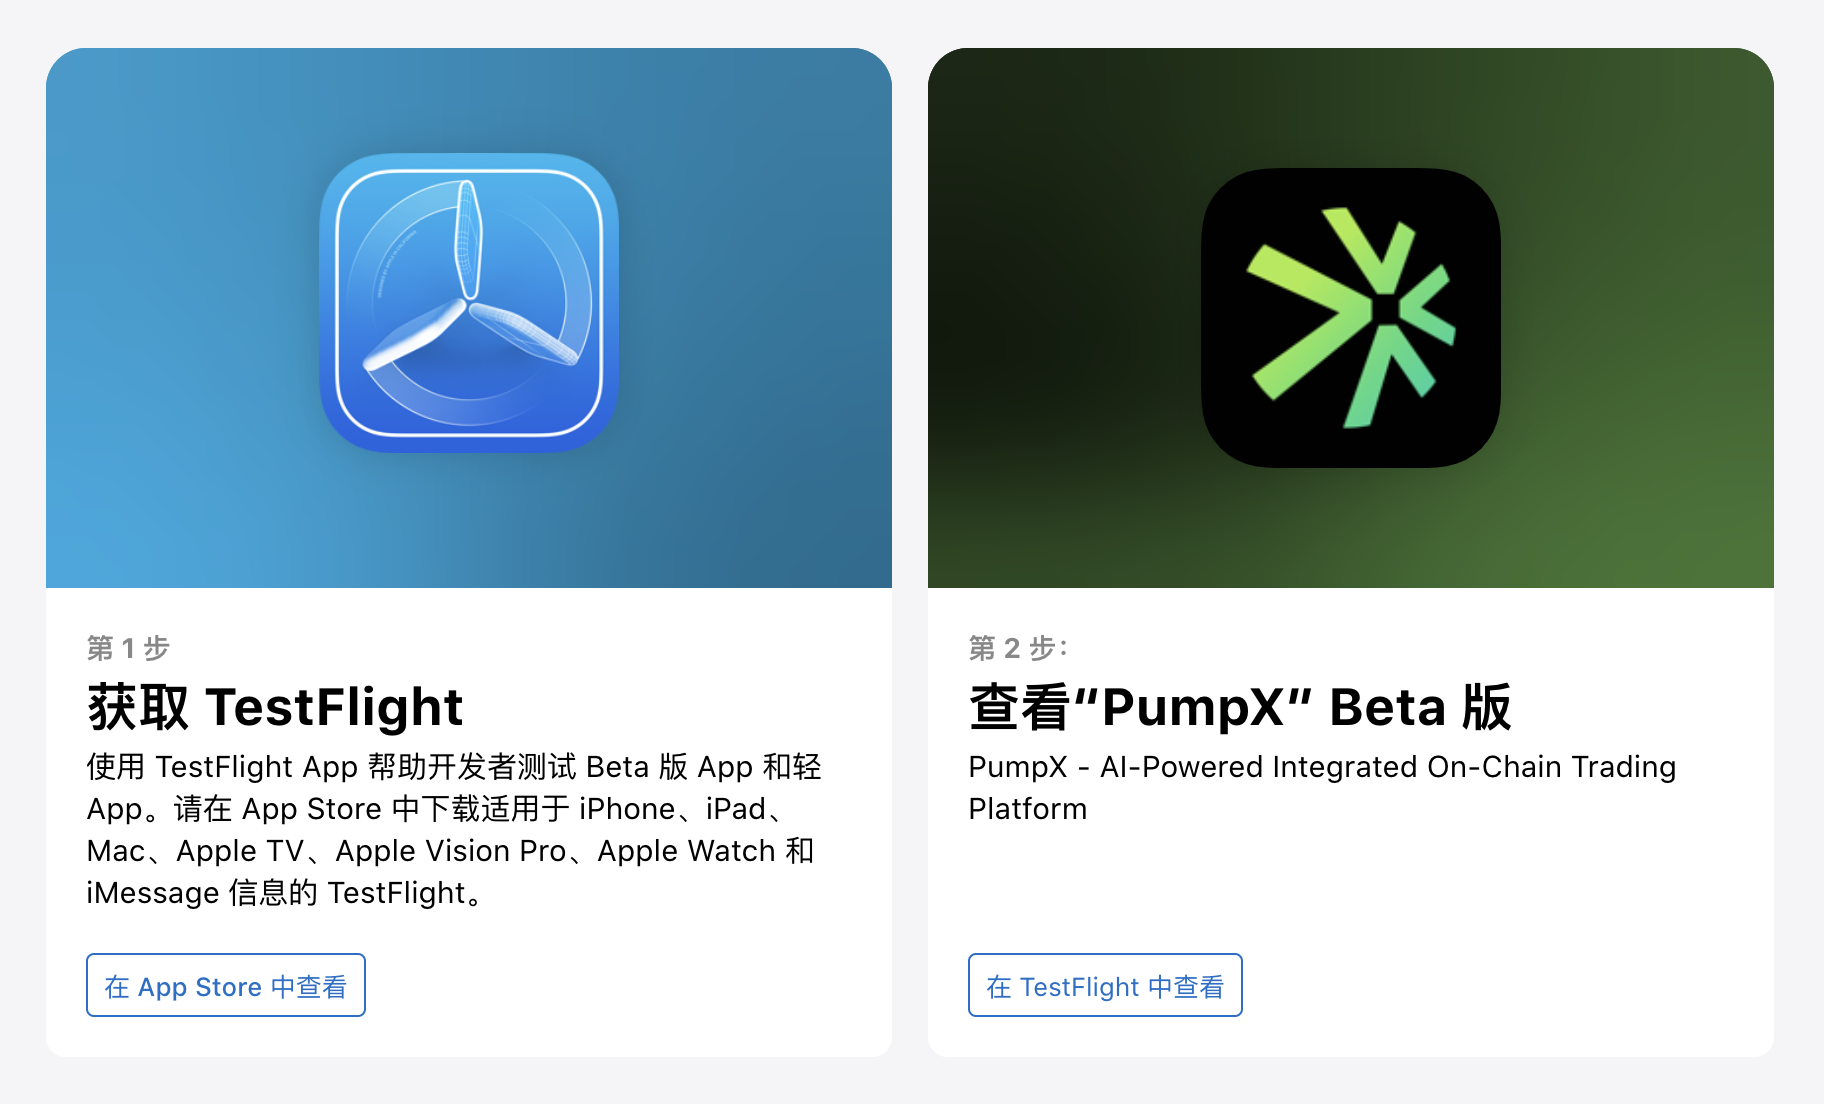 第 1 步
获取 TestFlight
使用 TestFlight App 帮助开发者测试 Beta 版 App 和轻
App。请在 App Store 中下载适用于 iPhone、iPad、
Mac、Apple TV、Apple Vision Pro、Apple Watch 和
iMessage 信息的 TestFlight。
在 App Store 中查看
第 2 步：
查看“PumpX” Beta 版
PumpX - AI-Powered Integrated On-Chain Trading
Platform
在 TestFlight 中查看